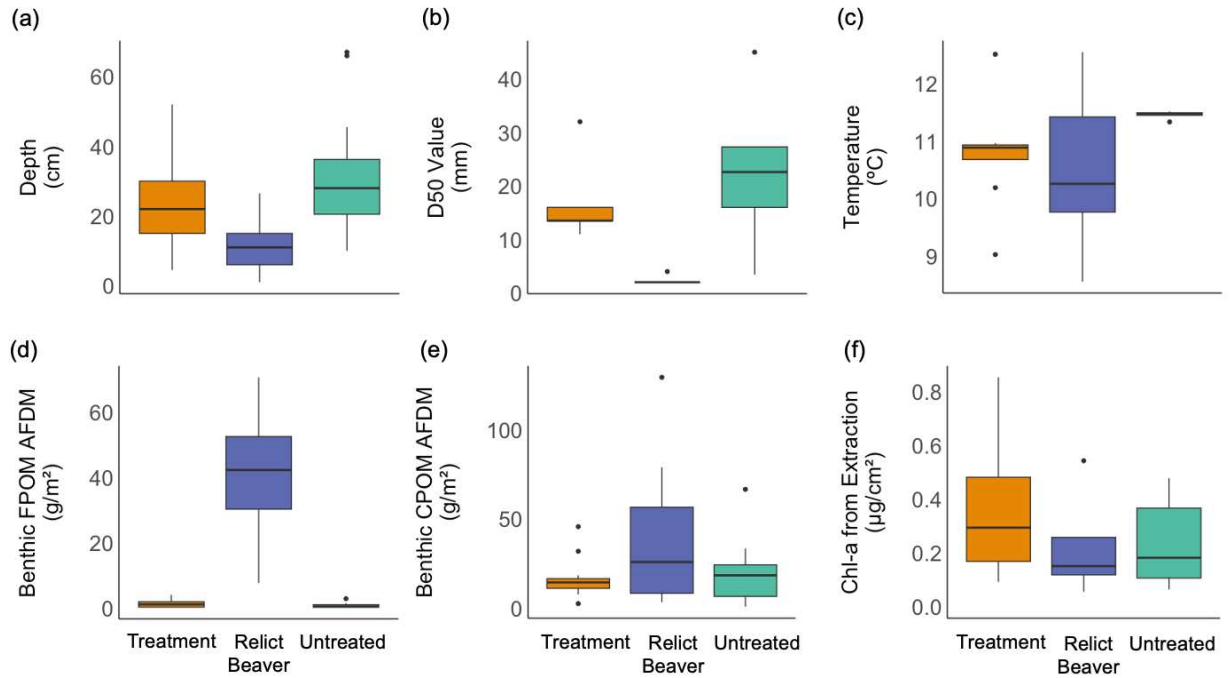 (a)
Depth
(cm)
60
40
20
0
(b)
D50 Value
(mm)
40
30
20
10
0
(c)
Temperature
(°C)
12
11
10
9
(d)
Benthic FPOM AFDM
(g/m²)
60
40
20
0
Treatment
Relict
Beaver
Untreated
(e)
Benthic CPOM AFDM
(g/m²)
100
50
0
Treatment
Relict
Beaver
Untreated
(f)
Chl-a from Extraction
(µg/cm²)
0.8
0.6
0.4
0.2
0.0
Treatment
Relict
Beaver
Untreated